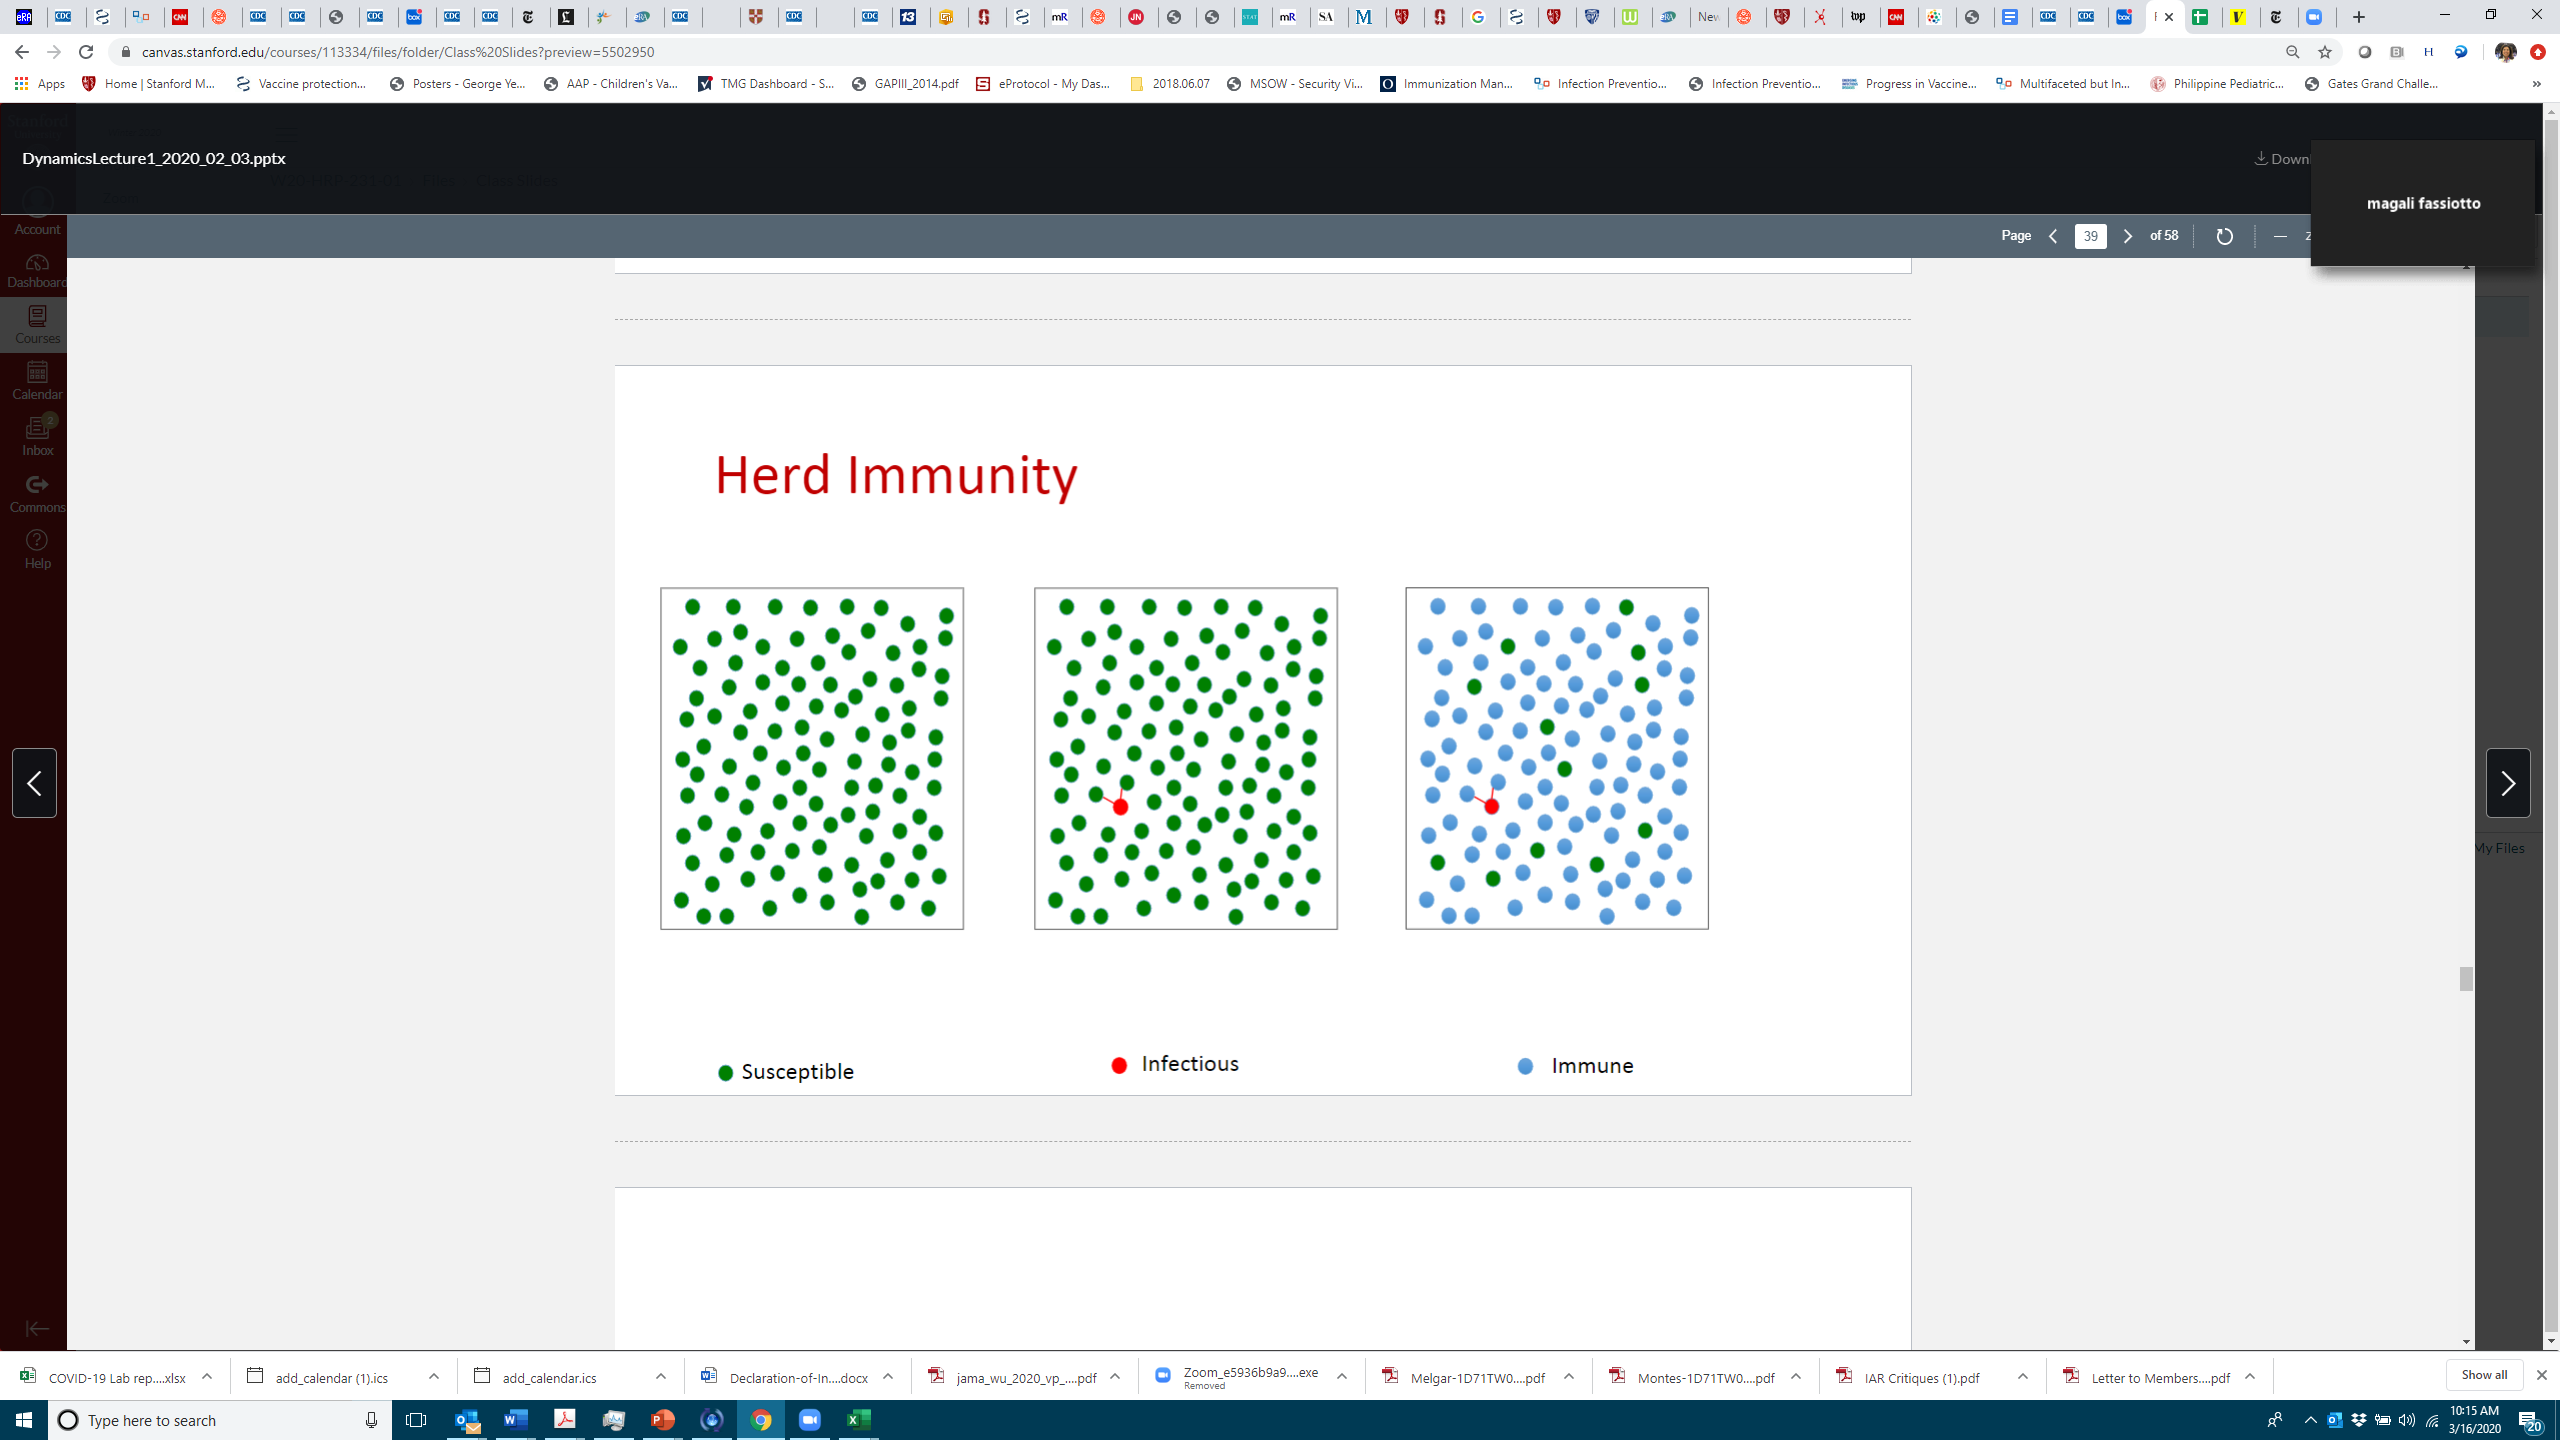 canvas.stanford.edu/courses/113334/files/folder/Class%20Slides?preview=5502950
Apps
Home | Stanford M...
Vaccine protection...
Posters - George Ye...
AAP - Children's Va...
TMG Dashboard - S...
GAPIII_2014.pdf
eProtocol - My Das...
2018.06.07
MSOW - Security Vi...
Immunization Man...
Infection Preventio...
Infection Preventio...
Progress in Vaccine...
Multifaceted but In...
Philippine Pediatric...
Gates Grand Challe...
DynamicsLecture1_2020_02_03.pptx
Downl
magali fassiotto
Page 39 of 58
Account
Dashboard
Courses
Calendar
2
Inbox
Commons
Help
My Files
Herd Immunity
Susceptible
Infectious
Immune
COVID-19 Lab rep....xlsx
add_calendar (1).ics
add_calendar.ics
Declaration-of-In....docx
jama_wu_2020_vp_....pdf
Zoom_e5936b9a9....exe
Removed
Melgar-1D71TW0....pdf
Montes-1D71TW0....pdf
IAR Critiques (1).pdf
Letter to Members....pdf
Show all
Type here to search
10:15 AM
3/16/2020
20